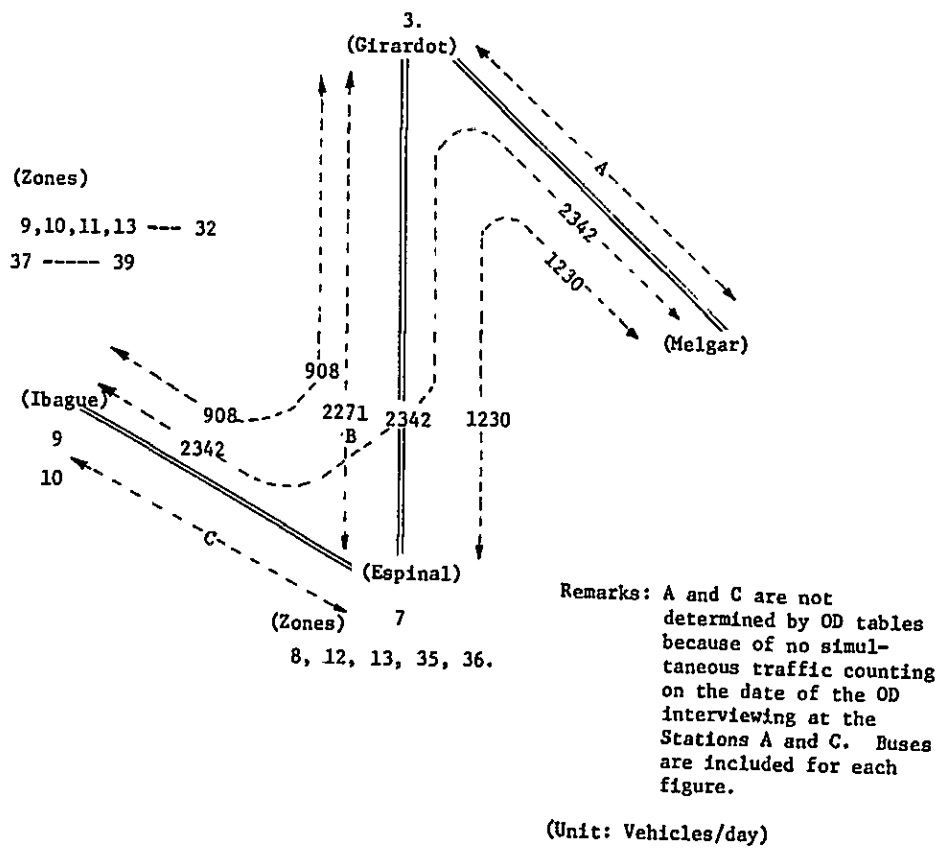 3.
(Girardot)
A
(Zones)
9,10,11,13 --- 32
37 ----- 39
2342
1230
(Melgar)
908
(Ibague)
908
2271
2342
1230
9
2342
B
10
C
(Espinal)
(Zones) 7
8, 12, 13, 35, 36.
Remarks: A and C are not
determined by OD tables
because of no simul-
taneous traffic counting
on the date of the OD
interviewing at the
Stations A and C. Buses
are included for each
figure.
(Unit: Vehicles/day)